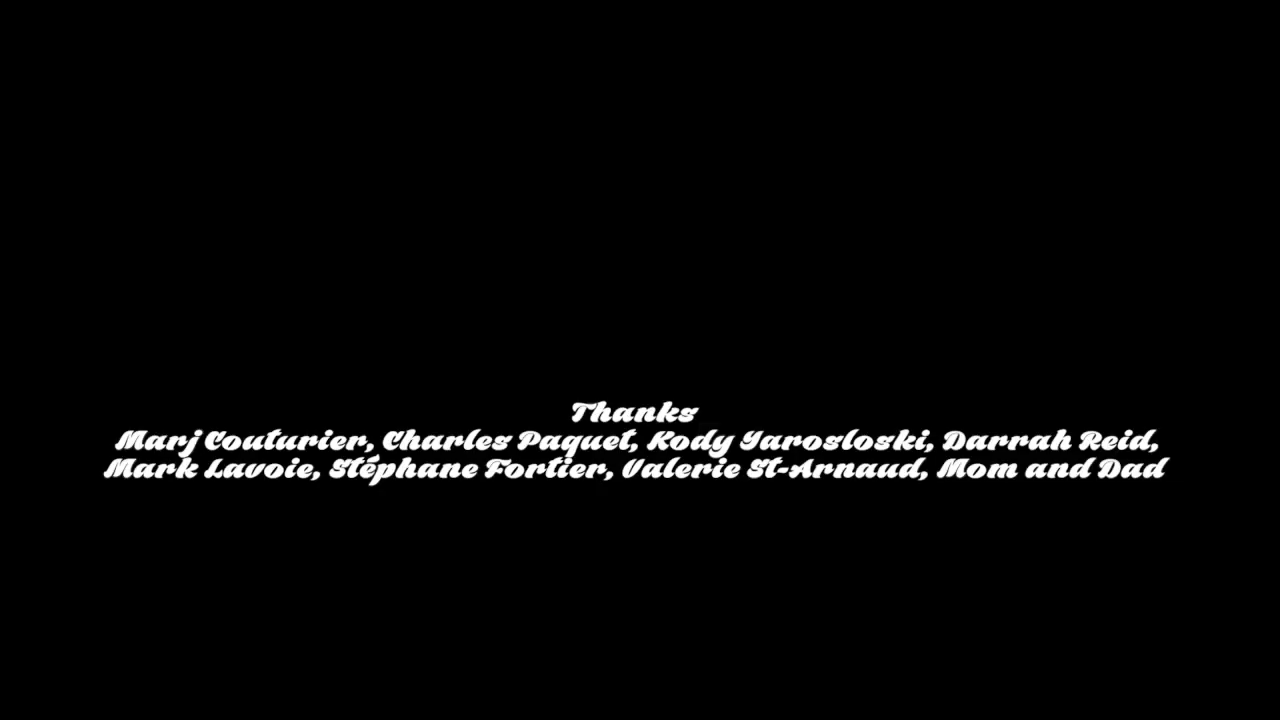 Thanks
Marj Couturier, Charles Paquet, Kody Yarosloski, Darrah Reid,
Mark Lavoie, Stéphane Fortier, Valerie St-Arnaud, Mom and Dad